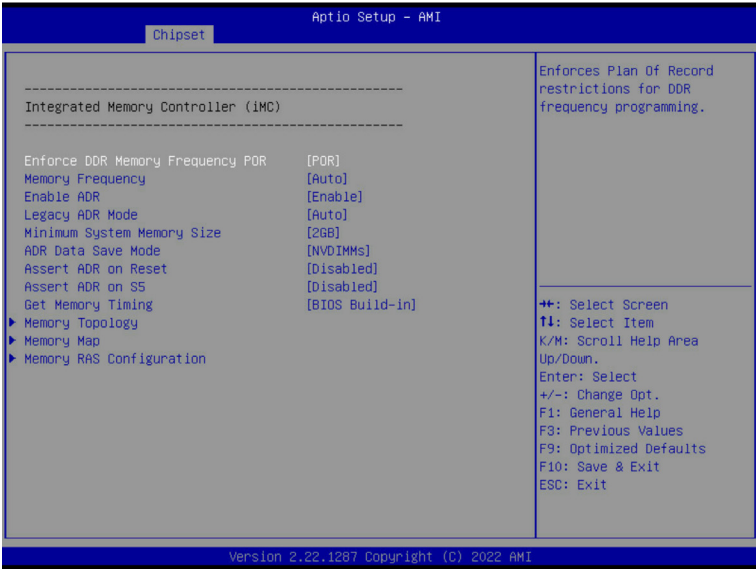 Aptio Setup – AMI
Chipset
------------------------------------------------
Integrated Memory Controller (iMC)
------------------------------------------------
Enforce DDR Memory Frequency POR [POR]
Memory Frequency [Auto]
Enable ADR [Enable]
Legacy ADR Mode [Auto]
Minimum System Memory Size [2GB]
ADR Data Save Mode [NVDIMMs]
Assert ADR on Reset [Disabled]
Assert ADR on S5 [Disabled]
Get Memory Timing [BIOS Build-in]
Memory Topology
Memory Map
Memory RAS Configuration
Enforces Plan Of Record
restrictions for DDR
frequency programming.
→←: Select Screen
↑↓: Select Item
K/M: Scroll Help Area
Up/Down.
Enter: Select
+/-: Change Opt.
F1: General Help
F3: Previous Values
F9: Optimized Defaults
F10: Save & Exit
ESC: Exit
Version 2.22.1287 Copyright (C) 2022 AMI